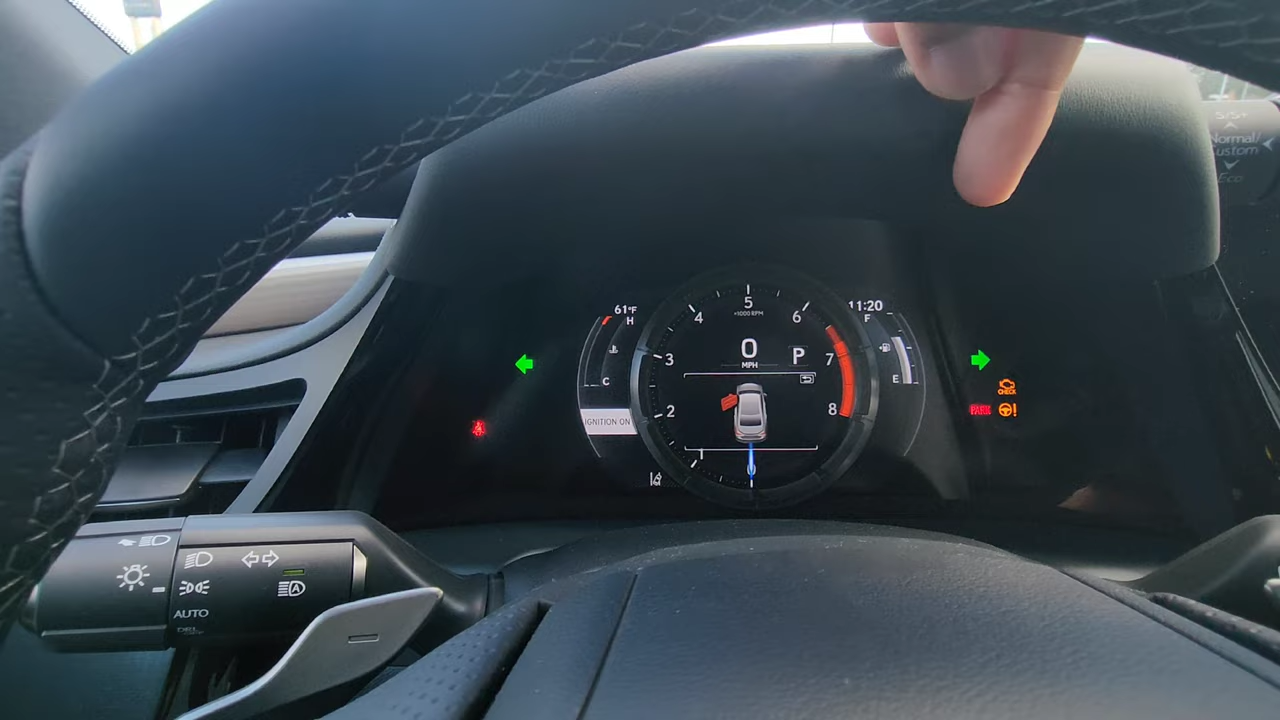 Normal/
Custom
Eco
61°F
H
C
IGNITION ON
1
2
3
4
5
6
7
8
×1000 RPM
0
MPH
P
11:20
F
E
CHECK
PARK
!
A
AUTO